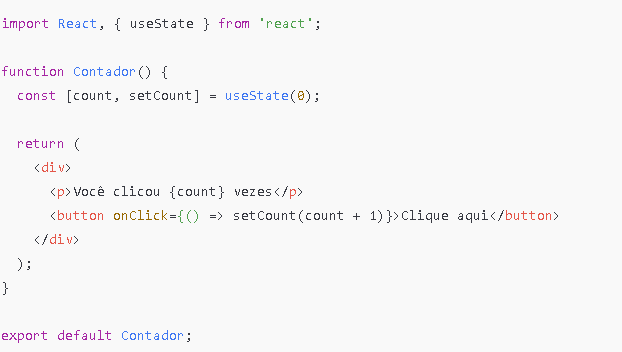 import React, { useState } from 'react';
function Contador() {
const [count, setCount] = useState(0);
return (
<div>
<p>Você clicou {count} vezes</p>
<button onClick={() => setCount(count + 1)}>Clique aqui</button>
</div>
);
}
export default Contador;